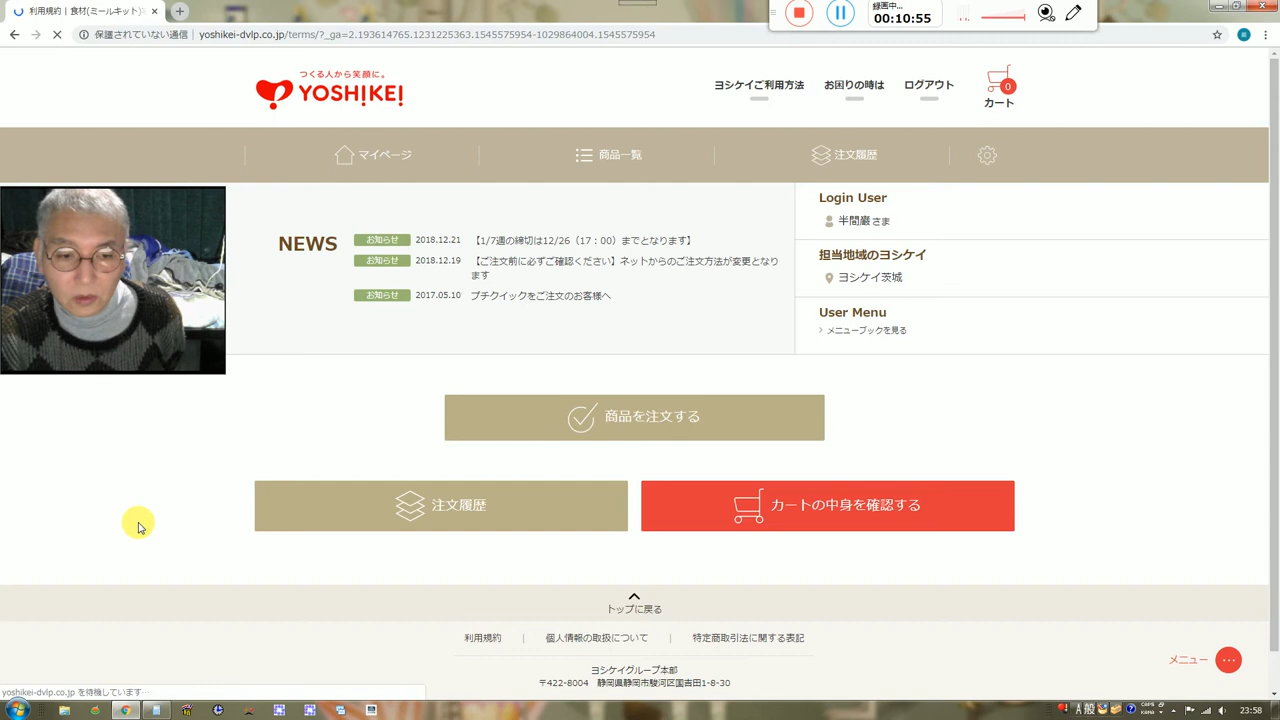 利用規約 | 食材(ミールキット)
録画中...
00:10:55
保護されていない通信 | yoshikei-dvlp.co.jp/terms/?_ga=2.193614765.1231225363.1545575954-1029864004.1545575954
つくる人から笑顔に。
YOSHIKEI
ヨシケイご利用方法
お困りの時は
ログアウト
0
カート
マイページ
商品一覧
注文履歴
NEWS
お知らせ 2018.12.21 【1/7週の締切は12/26（17：00）までとなります】
お知らせ 2018.12.19 【ご注文前に必ずご確認ください】ネットからのご注文方法が変更となり
ます
お知らせ 2017.05.10 プチクイックをご注文のお客様へ
Login User
半間巌 さま
担当地域のヨシケイ
ヨシケイ茨城
User Menu
メニューブックを見る
商品を注文する
注文履歴
カートの中身を確認する
トップに戻る
利用規約 | 個人情報の取扱について | 特定商取引法に関する表記
ヨシケイグループ本部
〒422-8004 静岡県静岡市駿河区国吉田1-8-30
メニュー
yoshikei-dvlp.co.jp を待機しています…
A 般
CAPS
KANA
23:58